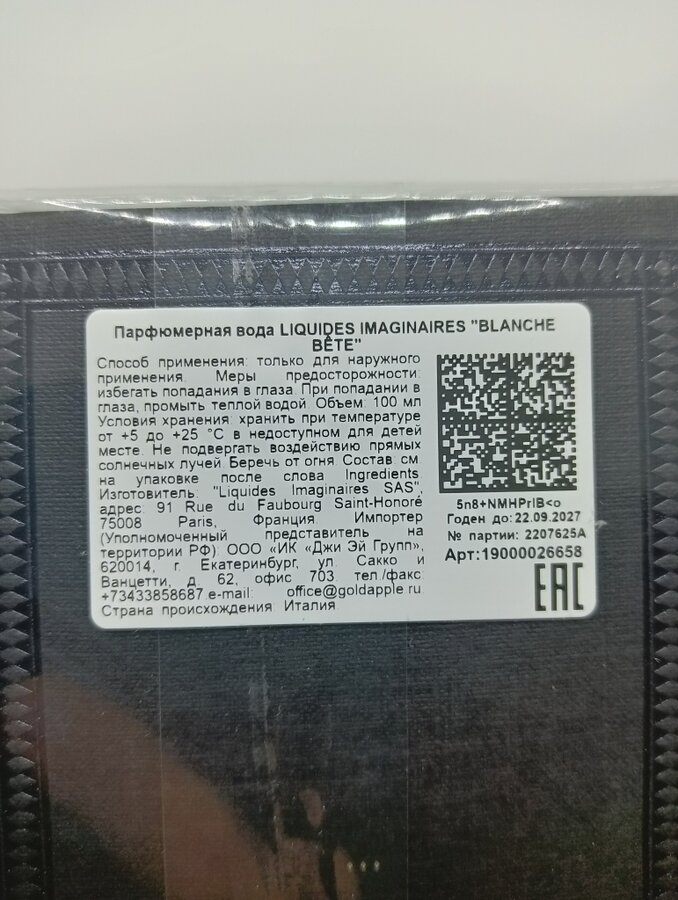 Парфюмерная вода LIQUIDES IMAGINAIRES "BLANCHE
BÊTE"
Способ применения: только для наружного
применения. Меры предосторожности:
избегать попадания в глаза. При попадании в
глаза, промыть теплой водой. Объем: 100 мл
Условия хранения: хранить при температуре
от +5 до +25 °C в недоступном для детей
месте. Не подвергать воздействию прямых
солнечных лучей. Беречь от огня. Состав: см.
на упаковке после слова Ingredients.
Изготовитель: "Liquides Imaginaires SAS",
адрес: 91 Rue du Faubourg Saint-Honoré
75008 Paris, Франция Импортер
(Уполномоченный представитель на
территории РФ): ООО «ИК «Джи Эй Групп»,
620014, г. Екатеринбург, ул. Сакко и
Ванцетти, д. 62, офис 703. тел./факс
+73433858687 e-mail: office@goldapple.ru
Страна происхождения: Италия
5n8+NMHPrIB<o
Годен до: 22.09.2027
№ партии: 2207625A
Арт:19000026658
EAC